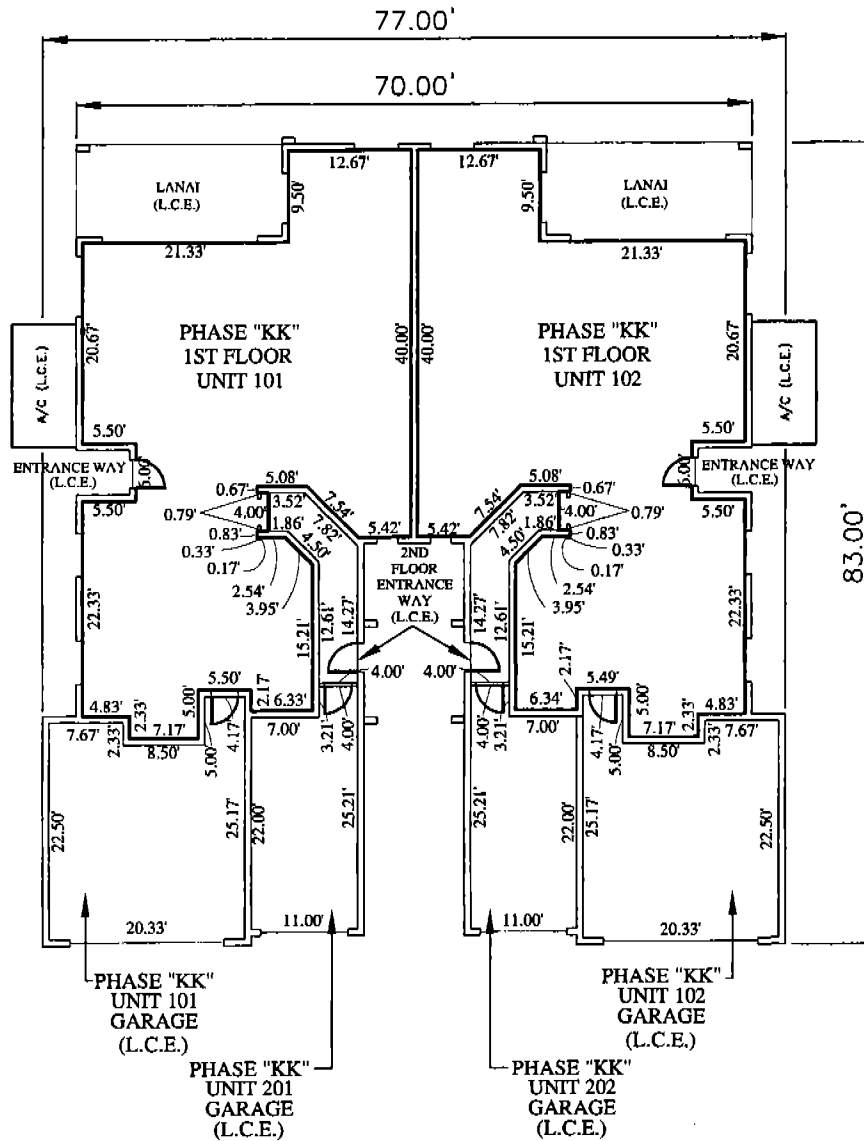 77.00'
70.00'
12.67' 12.67'
LANAI
(L.C.E.)
9.50' 9.50'
LANAI
(L.C.E.)
21.33' 21.33'
20.67'
PHASE "KK"
1ST FLOOR
UNIT 101
40.00' 40.00'
PHASE "KK"
1ST FLOOR
UNIT 102
20.67'
A/C (L.C.E.)
A/C (L.C.E.)
5.50' 5.50'
ENTRANCE WAY
(L.C.E.)
5.00'
5.00'
ENTRANCE WAY
(L.C.E.)
5.50' 5.50'
5.08' 5.08'
0.67' 3.52' 7.54' 7.54' 3.52' 0.67'
0.79' 4.00' 7.82' 7.82' 4.00' 0.79'
1.86' 1.86'
0.83' 4.50' 5.42' 5.42' 4.50' 0.83'
0.33' 0.33'
0.17' 0.17'
2.54' 2.54'
3.95' 3.95'
2ND
FLOOR
ENTRANCE
WAY
(L.C.E.)
83.00'
22.33' 15.21' 12.61' 14.27' 14.27' 12.61' 15.21' 22.33'
4.00' 4.00'
5.50' 2.17' 2.17' 5.49'
4.83' 2.33' 5.00' 6.33' 6.34' 5.00' 4.83'
7.67' 2.33' 7.17' 4.17' 7.00' 3.21' 4.00' 4.00' 3.21' 7.00' 4.17' 7.17' 2.33' 7.67'
8.50' 5.00' 5.00' 8.50'
22.50' 25.17' 22.00' 25.21' 25.21' 22.00' 25.17' 22.50'
20.33' 11.00' 11.00' 20.33'
PHASE "KK"
UNIT 101
GARAGE
(L.C.E.)
PHASE "KK"
UNIT 102
GARAGE
(L.C.E.)
PHASE "KK"
UNIT 201
GARAGE
(L.C.E.)
PHASE "KK"
UNIT 202
GARAGE
(L.C.E.)